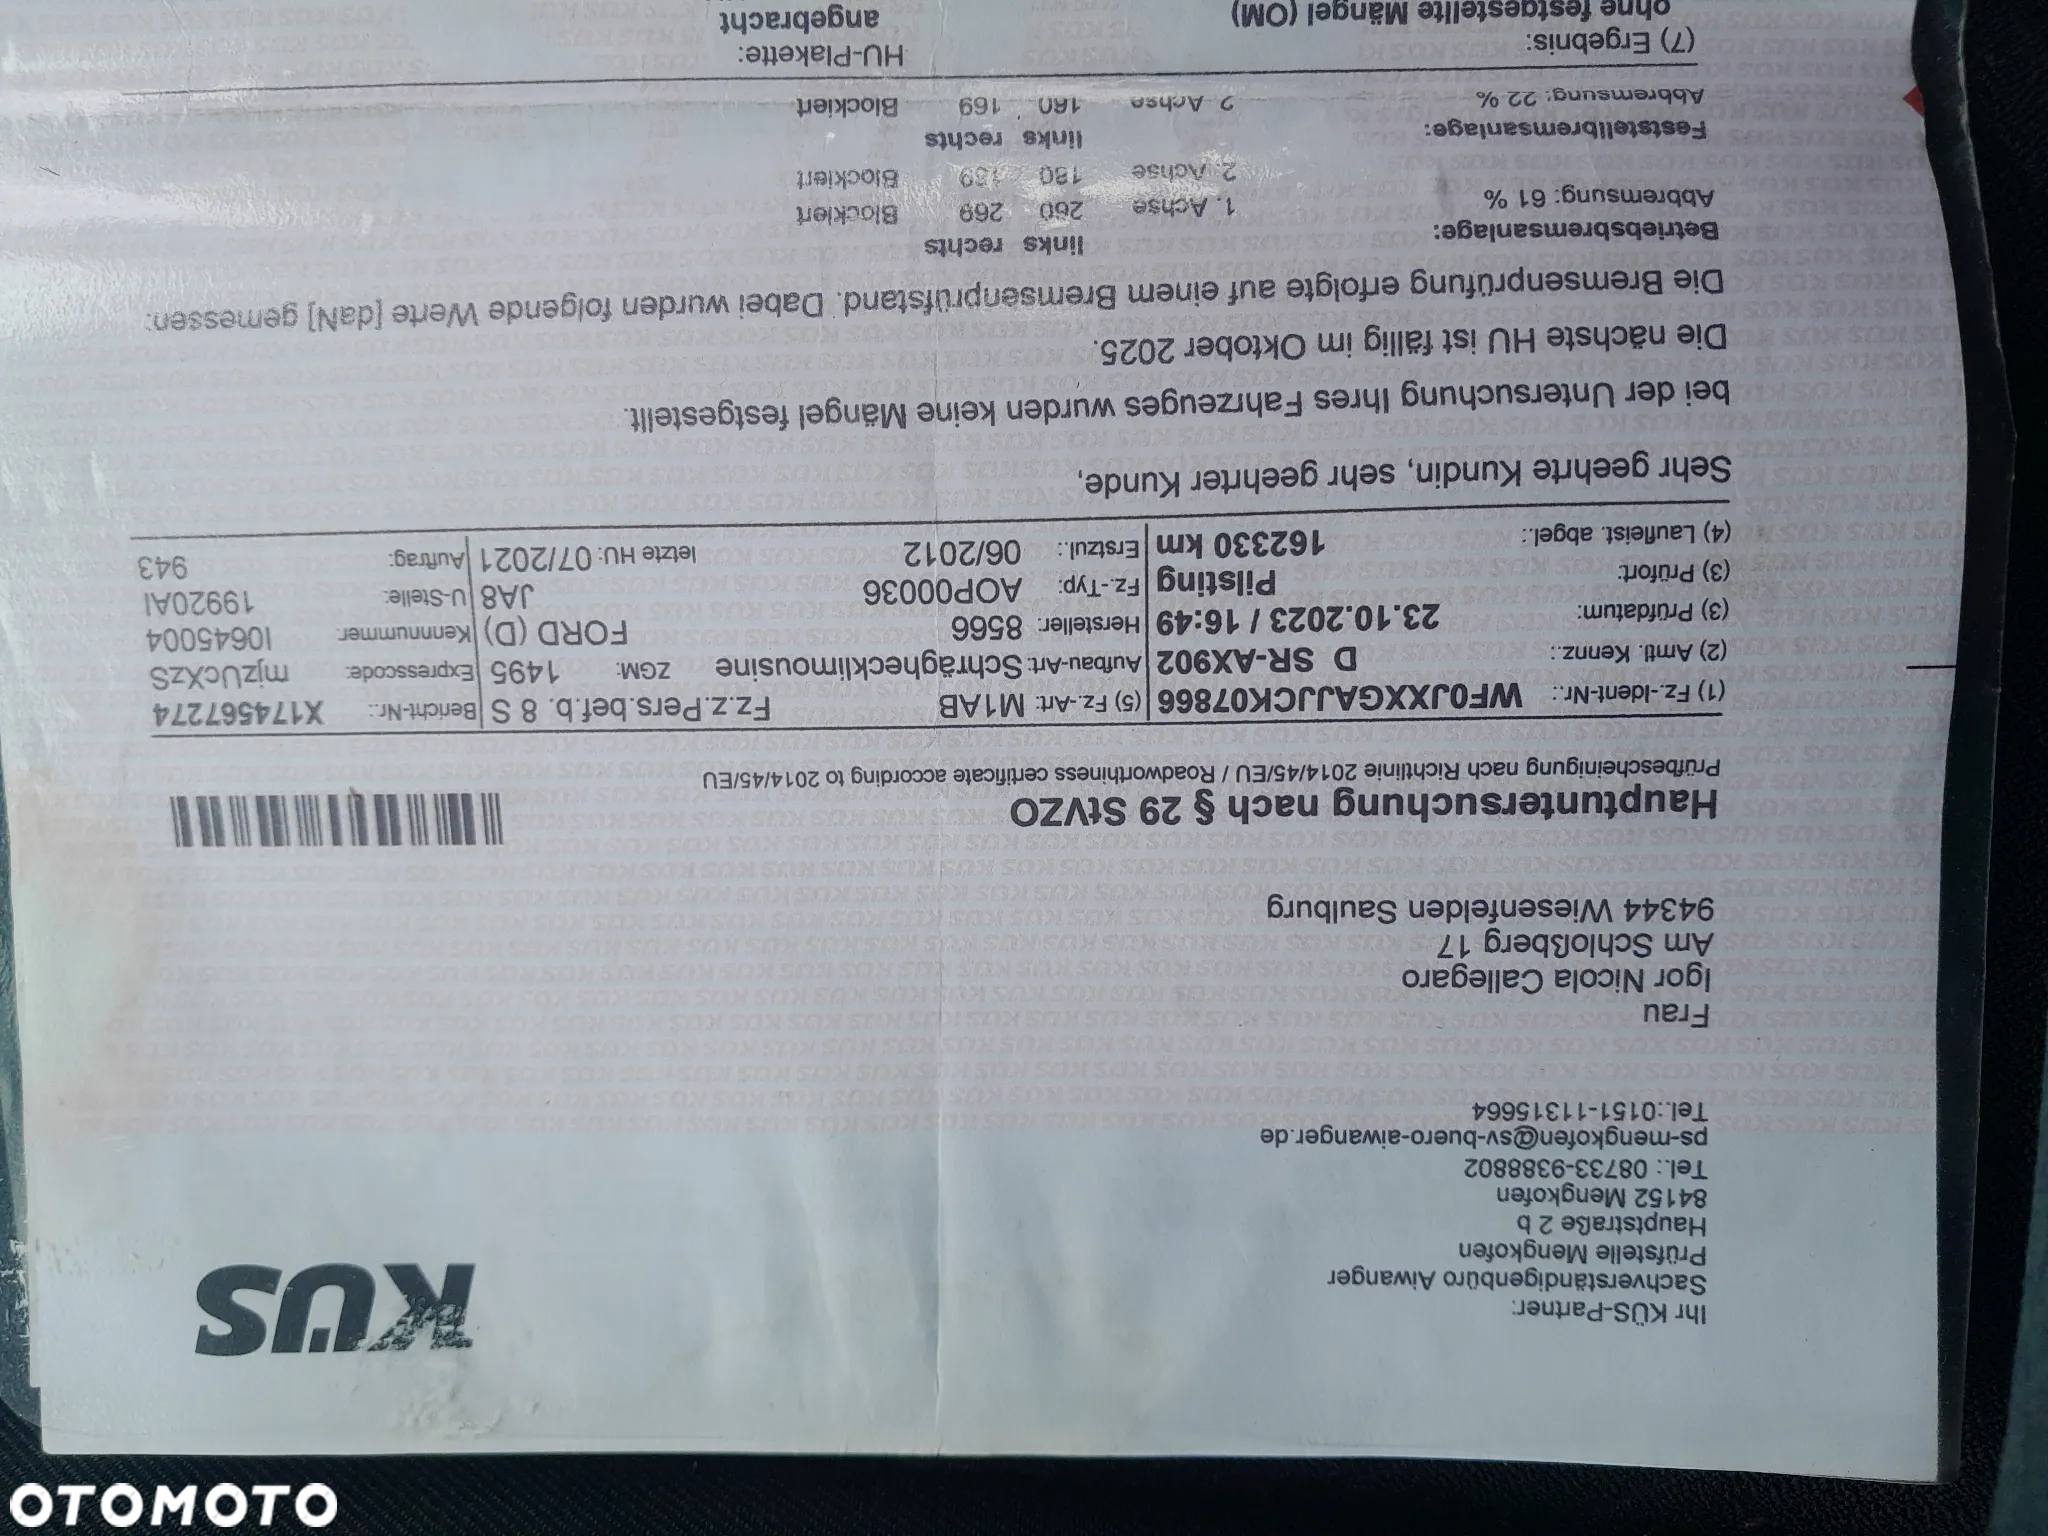 KÜS
Ihr KÜS-Partner:
Sachverständigenbüro Aiwanger
Prüfstelle Mengkofen
Hauptstraße 2 b
84152 Mengkofen
Tel.: 08733-9388802
ps-mengkofen@sv-buero-aiwanger.de
Tel.:0151-11315664
Frau
Igor Nicola Callegaro
Am Schloßberg 17
94344 Wiesenfelden Saulburg
Hauptuntersuchung nach § 29 StVZO
Prüfbescheinigung nach Richtlinie 2014/45/EU / Roadworthiness certificate according to 2014/45/EU
(1) Fz.-Ident-Nr.: WF0JXXGAJJCK07866 (5) Fz.-Art: M1AB Fz.z.Pers.bef.b. 8 S Bericht-Nr.: X174567274
(2) Amtl. Kennz.: D SR-AX902 Aufbau-Art: Schräghecklimousine ZGM: 1495 Expresscode: mjzUcXzS
(3) Prüfdatum: 23.10.2023 / 16:49 Hersteller: 8566 FORD (D) Kennnummer: I0645004
(3) Prüfort: Pilsting Fz.-Typ: AOP00036 JA8 U-Stelle: 19920AI
(4) Laufleist. abgel.: 162330 km Erstzul.: 06/2012 letzte HU: 07/2021 Auftrag: 943
Sehr geehrte Kundin, sehr geehrter Kunde,
bei der Untersuchung Ihres Fahrzeuges wurden keine Mängel festgestellt.
Die nächste HU ist fällig im Oktober 2025.
Die Bremsenprüfung erfolgte auf einem Bremsenprüfstand. Dabei wurden folgende Werte [daN] gemessen:
Betriebsbremsanlage: links rechts
Abbremsung: 61 % 1. Achse 260 269 Blockiert
2. Achse 180 189 Blockiert
Feststellbremsanlage: links rechts
Abbremsung: 22 % 2. Achse 160 169 Blockiert
(7) Ergebnis: HU-Plakette:
ohne festgestellte Mängel (OM) angebracht
OTOMOTO